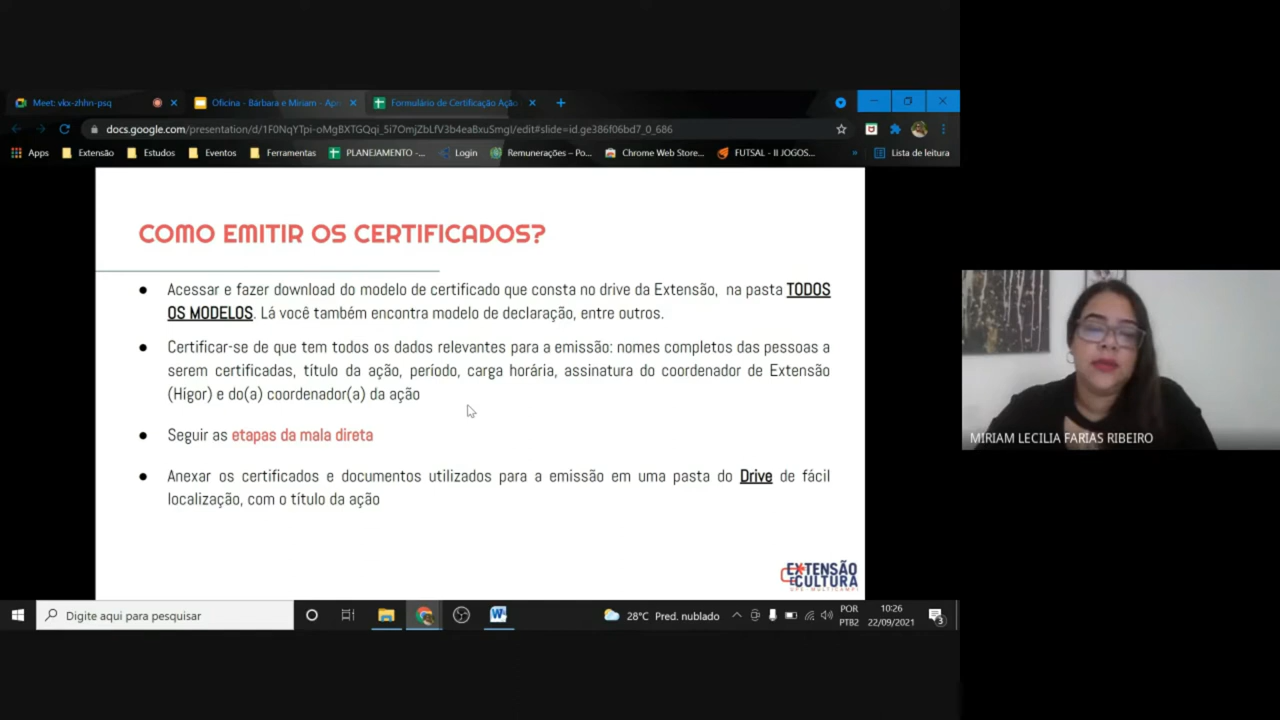 Meet: vkx-zhhn-psq
Oficina - Bárbara e Miriam - Apr
Formulário de Certificação Ação
docs.google.com/presentation/d/1F0NqYTpi-oMgBXTGQqi_5i7OmjZbLfV3b4eaBxuSmgI/edit#slide=id.ge386f06bd7_0_686
Apps Extensão Estudos Eventos Ferramentas PLANEJAMENTO -... Login Remunerações – Po... Chrome Web Store... FUTSAL - II JOGOS... » Lista de leitura
COMO EMITIR OS CERTIFICADOS?
● Acessar e fazer download do modelo de certificado que consta no drive da Extensão, na pasta TODOS
OS MODELOS. Lá você também encontra modelo de declaração, entre outros.
● Certificar-se de que tem todos os dados relevantes para a emissão: nomes completos das pessoas a
serem certificadas, título da ação, período, carga horária, assinatura do coordenador de Extensão
(Hígor) e do(a) coordenador(a) da ação
● Seguir as etapas da mala direta
● Anexar os certificados e documentos utilizados para a emissão em uma pasta do Drive de fácil
localização, com o título da ação
EXTENSÃO
E CULTURA
UPE MULTICAMPI
MIRIAM LECILIA FARIAS RIBEIRO
Digite aqui para pesquisar
28°C Pred. nublado
POR
PTB2
10:26
22/09/2021
3